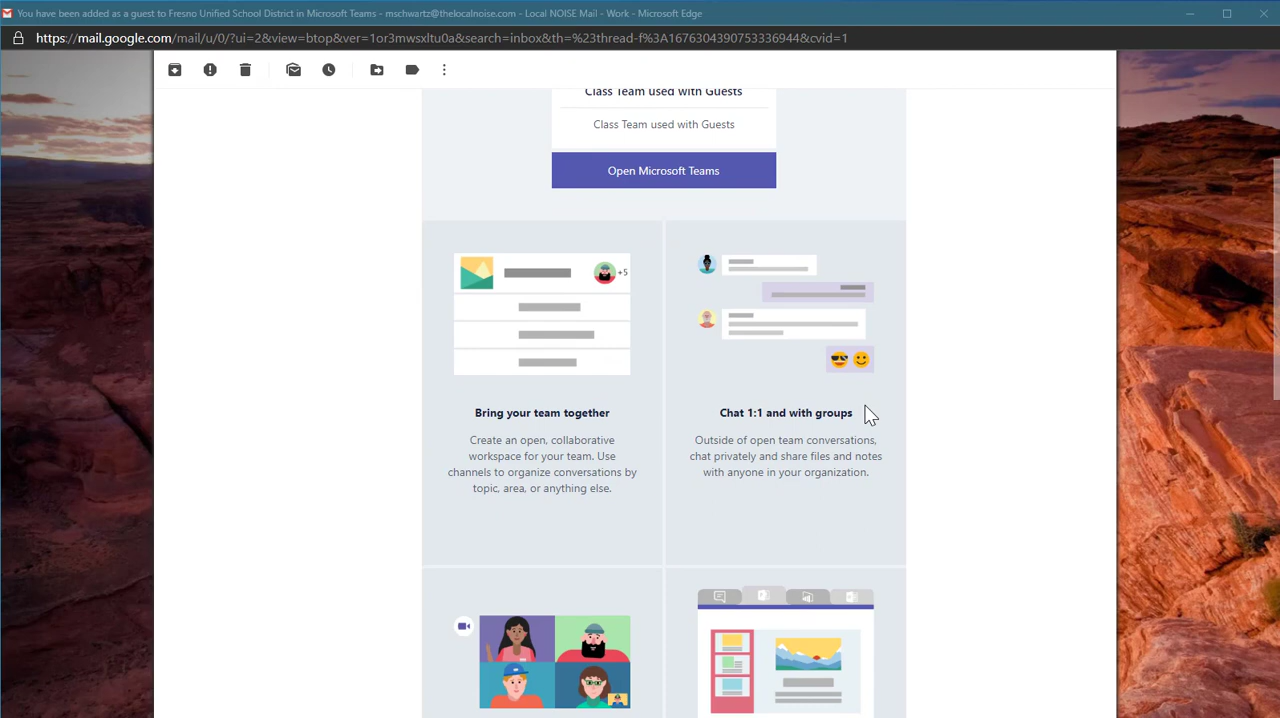 You have been added as a guest to Fresno Unified School District in Microsoft Teams - mschwartz@thelocalnoise.com - Local NOISE Mail - Work - Microsoft Edge
https://mail.google.com/mail/u/0/?ui=2&view=btop&ver=1or3mwsxltu0a&search=inbox&th=%23thread-f%3A1676304390753336944&cvid=1
Class Team used with Guests
Class Team used with Guests
Open Microsoft Teams
+5
Bring your team together
Create an open, collaborative
workspace for your team. Use
channels to organize conversations by
topic, area, or anything else.
Chat 1:1 and with groups
Outside of open team conversations,
chat privately and share files and notes
with anyone in your organization.